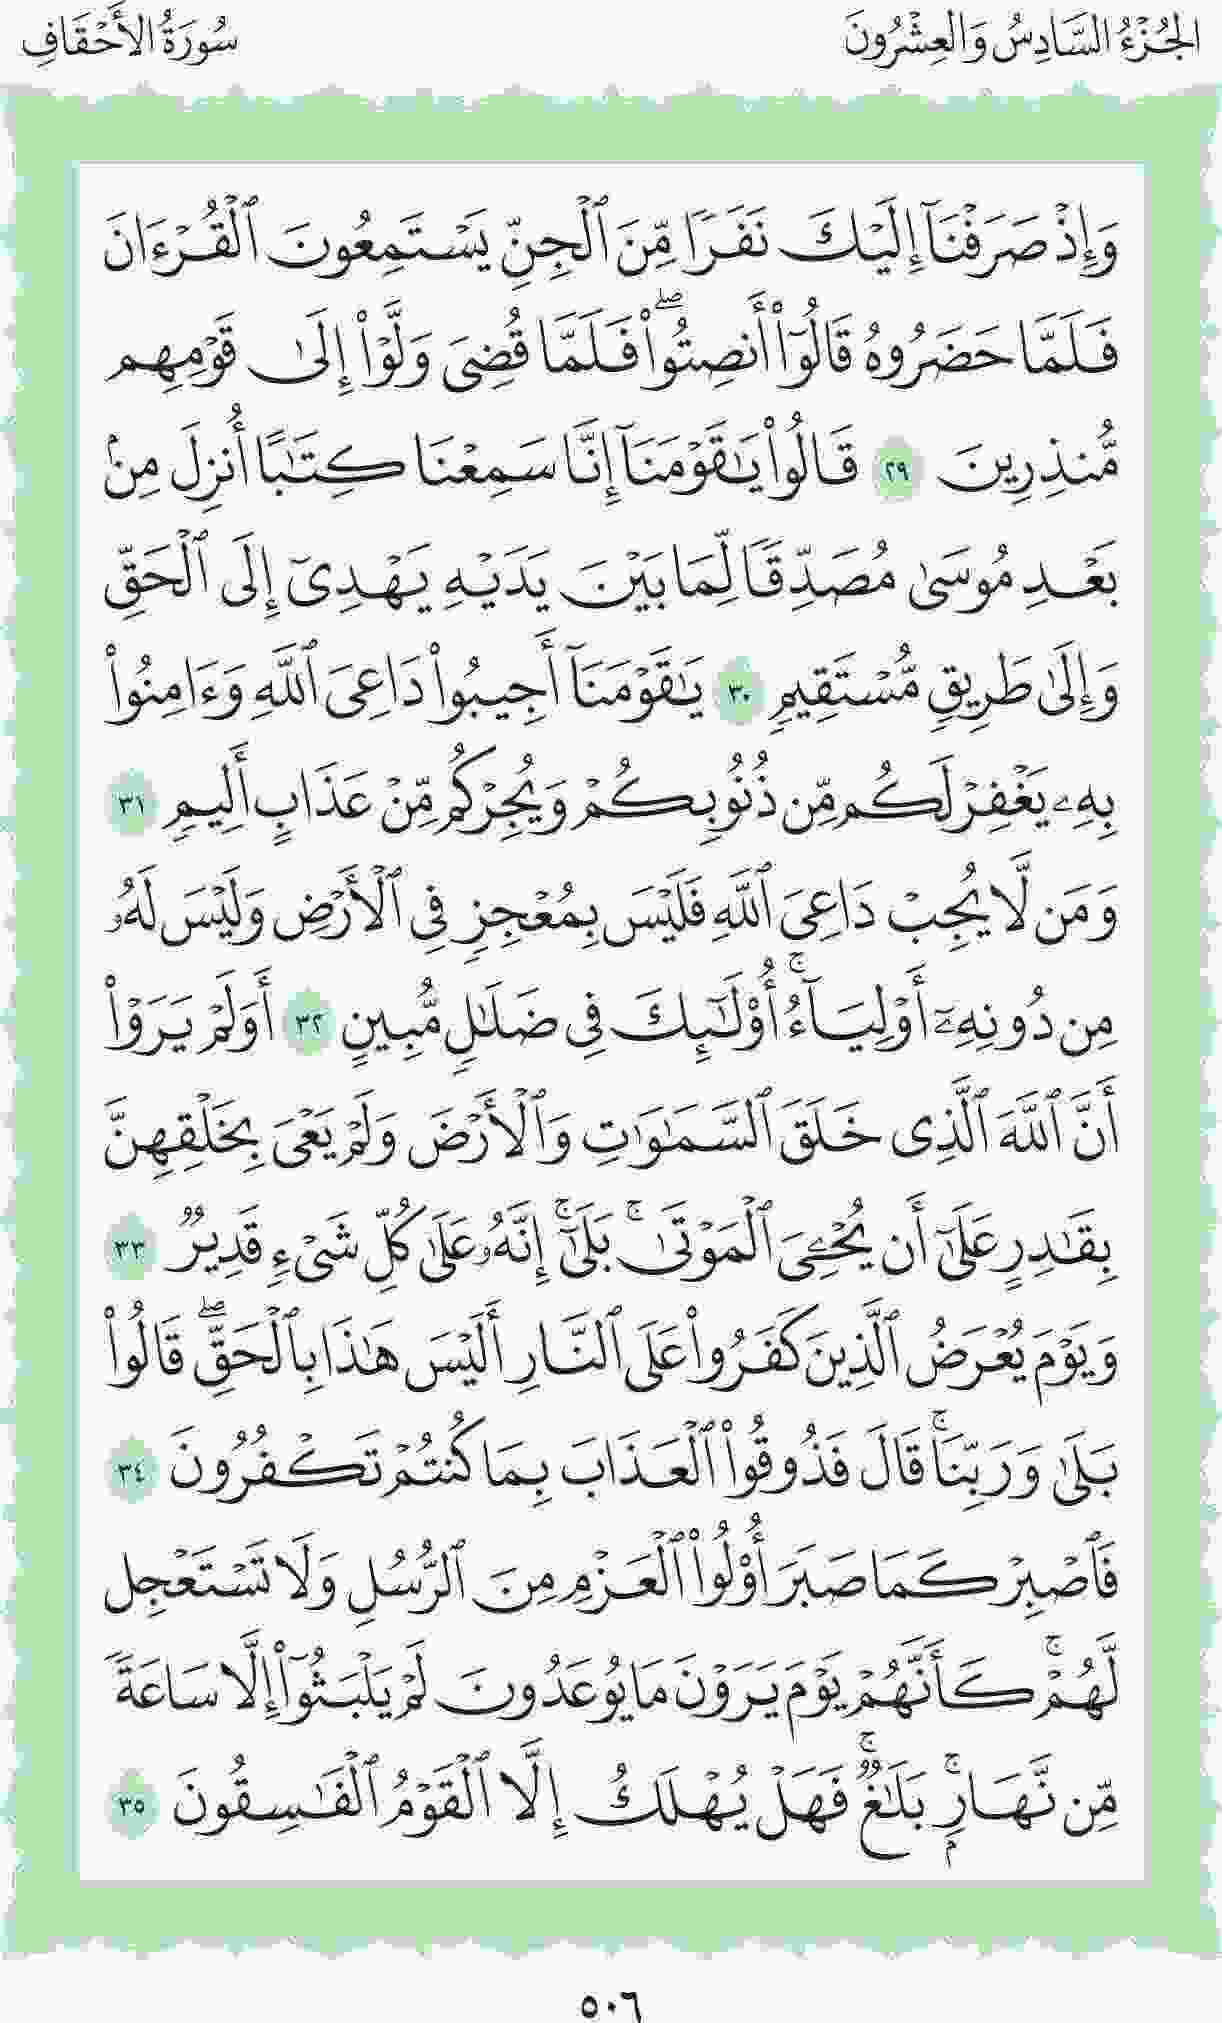 الجُزْءُ السَّادِسُ وَالعِشْرُونَ
سُورَةُ الأَحْقَافِ
وَإِذْ صَرَفْنَآ إِلَيْكَ نَفَرًا مِّنَ ٱلْجِنِّ يَسْتَمِعُونَ ٱلْقُرْءَانَ
فَلَمَّا حَضَرُوهُ قَالُوٓا۟ أَنصِتُوا۟ ۖ فَلَمَّا قُضِىَ وَلَّوْا۟ إِلَىٰ قَوْمِهِم
مُّنذِرِينَ ٢٩ قَالُوا۟ يَـٰقَوْمَنَآ إِنَّا سَمِعْنَا كِتَـٰبًا أُنزِلَ مِنۢ
بَعْدِ مُوسَىٰ مُصَدِّقًا لِّمَا بَيْنَ يَدَيْهِ يَهْدِىٓ إِلَى ٱلْحَقِّ
وَإِلَىٰ طَرِيقٍ مُّسْتَقِيمٍ ٣٠ يَـٰقَوْمَنَآ أَجِيبُوا۟ دَاعِىَ ٱللَّهِ وَءَامِنُوا۟
بِهِۦ يَغْفِرْ لَكُم مِّن ذُنُوبِكُمْ وَيُجِرْكُم مِّنْ عَذَابٍ أَلِيمٍ ٣١
وَمَن لَّا يُجِبْ دَاعِىَ ٱللَّهِ فَلَيْسَ بِمُعْجِزٍ فِى ٱلْأَرْضِ وَلَيْسَ لَهُۥ
مِن دُونِهِۦٓ أَوْلِيَآءُ ۚ أُو۟لَـٰٓئِكَ فِى ضَلَـٰلٍ مُّبِينٍ ٣٢ أَوَلَمْ يَرَوْا۟
أَنَّ ٱللَّهَ ٱلَّذِى خَلَقَ ٱلسَّمَـٰوَٰتِ وَٱلْأَرْضَ وَلَمْ يَعْىَ بِخَلْقِهِنَّ
بِقَـٰدِرٍ عَلَىٰٓ أَن يُحْـِۧىَ ٱلْمَوْتَىٰ ۚ بَلَىٰٓ ۚ إِنَّهُۥ عَلَىٰ كُلِّ شَىْءٍ قَدِيرٌ ٣٣
وَيَوْمَ يُعْرَضُ ٱلَّذِينَ كَفَرُوا۟ عَلَى ٱلنَّارِ أَلَيْسَ هَـٰذَا بِٱلْحَقِّ ۖ قَالُوا۟
بَلَىٰ وَرَبِّنَا ۚ قَالَ فَذُوقُوا۟ ٱلْعَذَابَ بِمَا كُنتُمْ تَكْفُرُونَ ٣٤
فَٱصْبِرْ كَمَا صَبَرَ أُو۟لُوا۟ ٱلْعَزْمِ مِنَ ٱلرُّسُلِ وَلَا تَسْتَعْجِل
لَّهُمْ ۚ كَأَنَّهُمْ يَوْمَ يَرَوْنَ مَا يُوعَدُونَ لَمْ يَلْبَثُوٓا۟ إِلَّا سَاعَةً
مِّن نَّهَارٍۭ ۚ بَلَـٰغٌ ۚ فَهَلْ يُهْلَكُ إِلَّا ٱلْقَوْمُ ٱلْفَـٰسِقُونَ ٣٥
٥٠٦